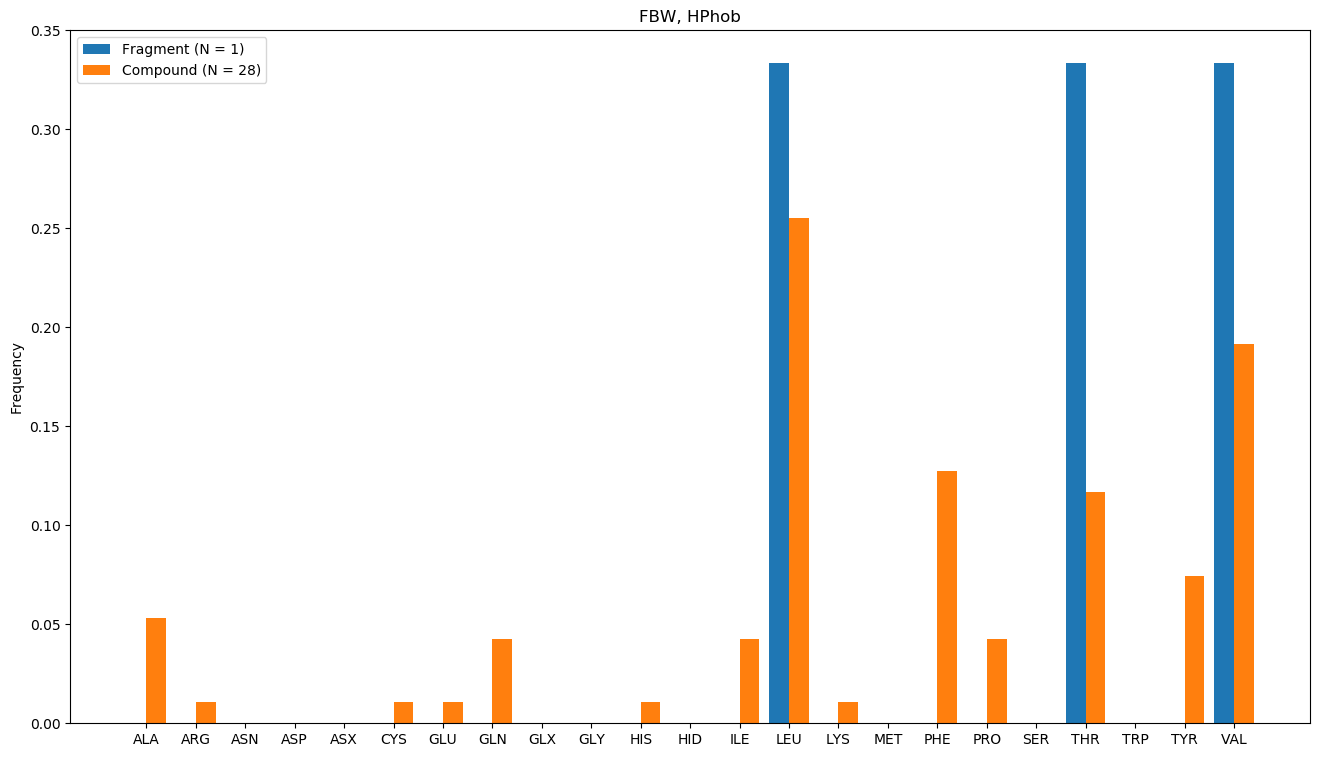 FBW, HPhob
Fragment (N = 1)
Compound (N = 28)
Frequency
0.35
0.30
0.25
0.20
0.15
0.10
0.05
0.00
ALA ARG ASN ASP ASX CYS GLU GLN GLX GLY HIS HID ILE LEU LYS MET PHE PRO SER THR TRP TYR VAL